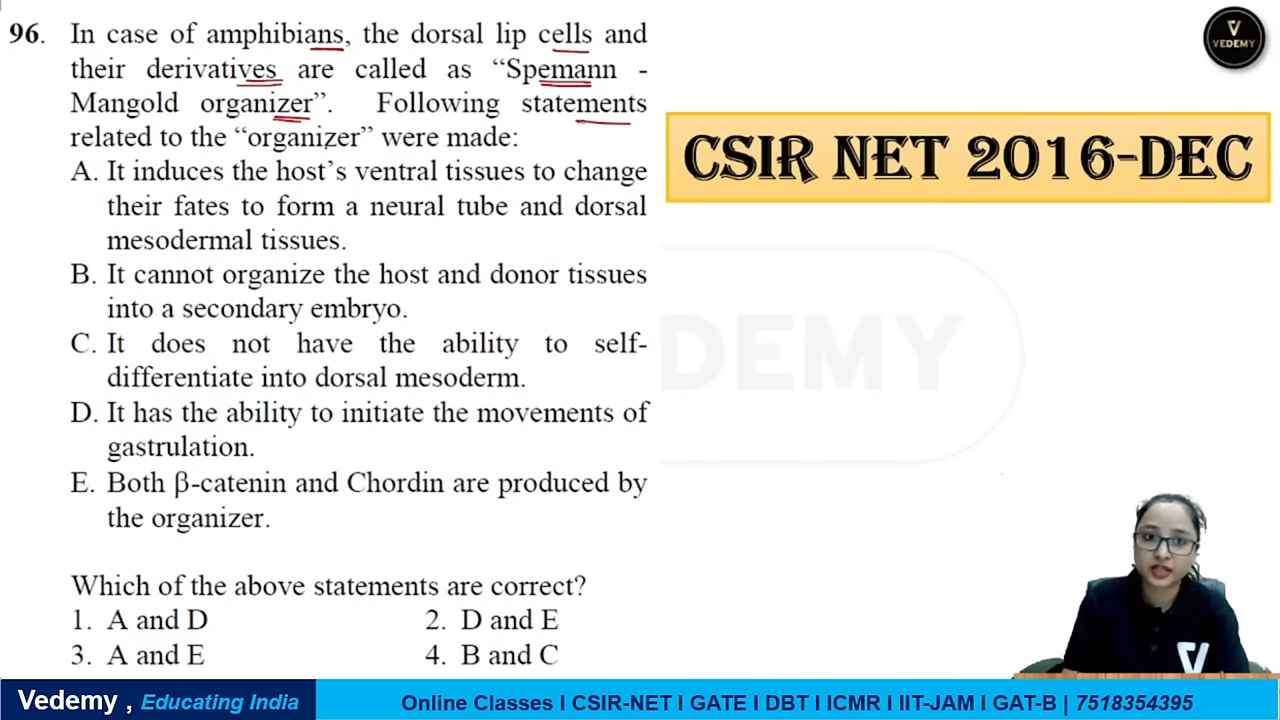 96. In case of amphibians, the dorsal lip cells and
their derivatives are called as “Spemann -
Mangold organizer”. Following statements
related to the “organizer” were made:
A. It induces the host’s ventral tissues to change
their fates to form a neural tube and dorsal
mesodermal tissues.
B. It cannot organize the host and donor tissues
into a secondary embryo.
C. It does not have the ability to self-
differentiate into dorsal mesoderm.
D. It has the ability to initiate the movements of
gastrulation.
E. Both β-catenin and Chordin are produced by
the organizer.
Which of the above statements are correct?
1. A and D 2. D and E
3. A and E 4. B and C
CSIR NET 2016-DEC
V
VEDEMY
DEMY
V
Vedemy , Educating India
Online Classes I CSIR-NET I GATE I DBT I ICMR I IIT-JAM I GAT-B | 7518354395